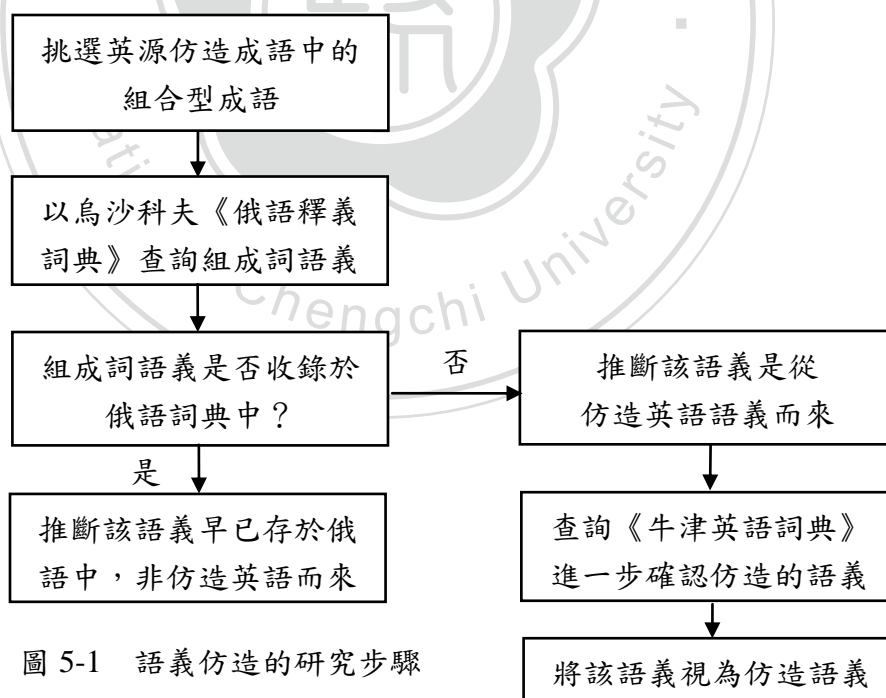 挑選英源仿造成語中的
組合型成語
以烏沙科夫《俄語釋義
詞典》查詢組成詞語義
組成詞語義是否收錄於
俄語詞典中？
否
推斷該語義是從
仿造英語語義而來
是
推斷該語義早已存於俄
語中，非仿造英語而來
查詢《牛津英語詞典》
進一步確認仿造的語義
將該語義視為仿造語義
圖 5-1 語義仿造的研究步驟
Chengchi University